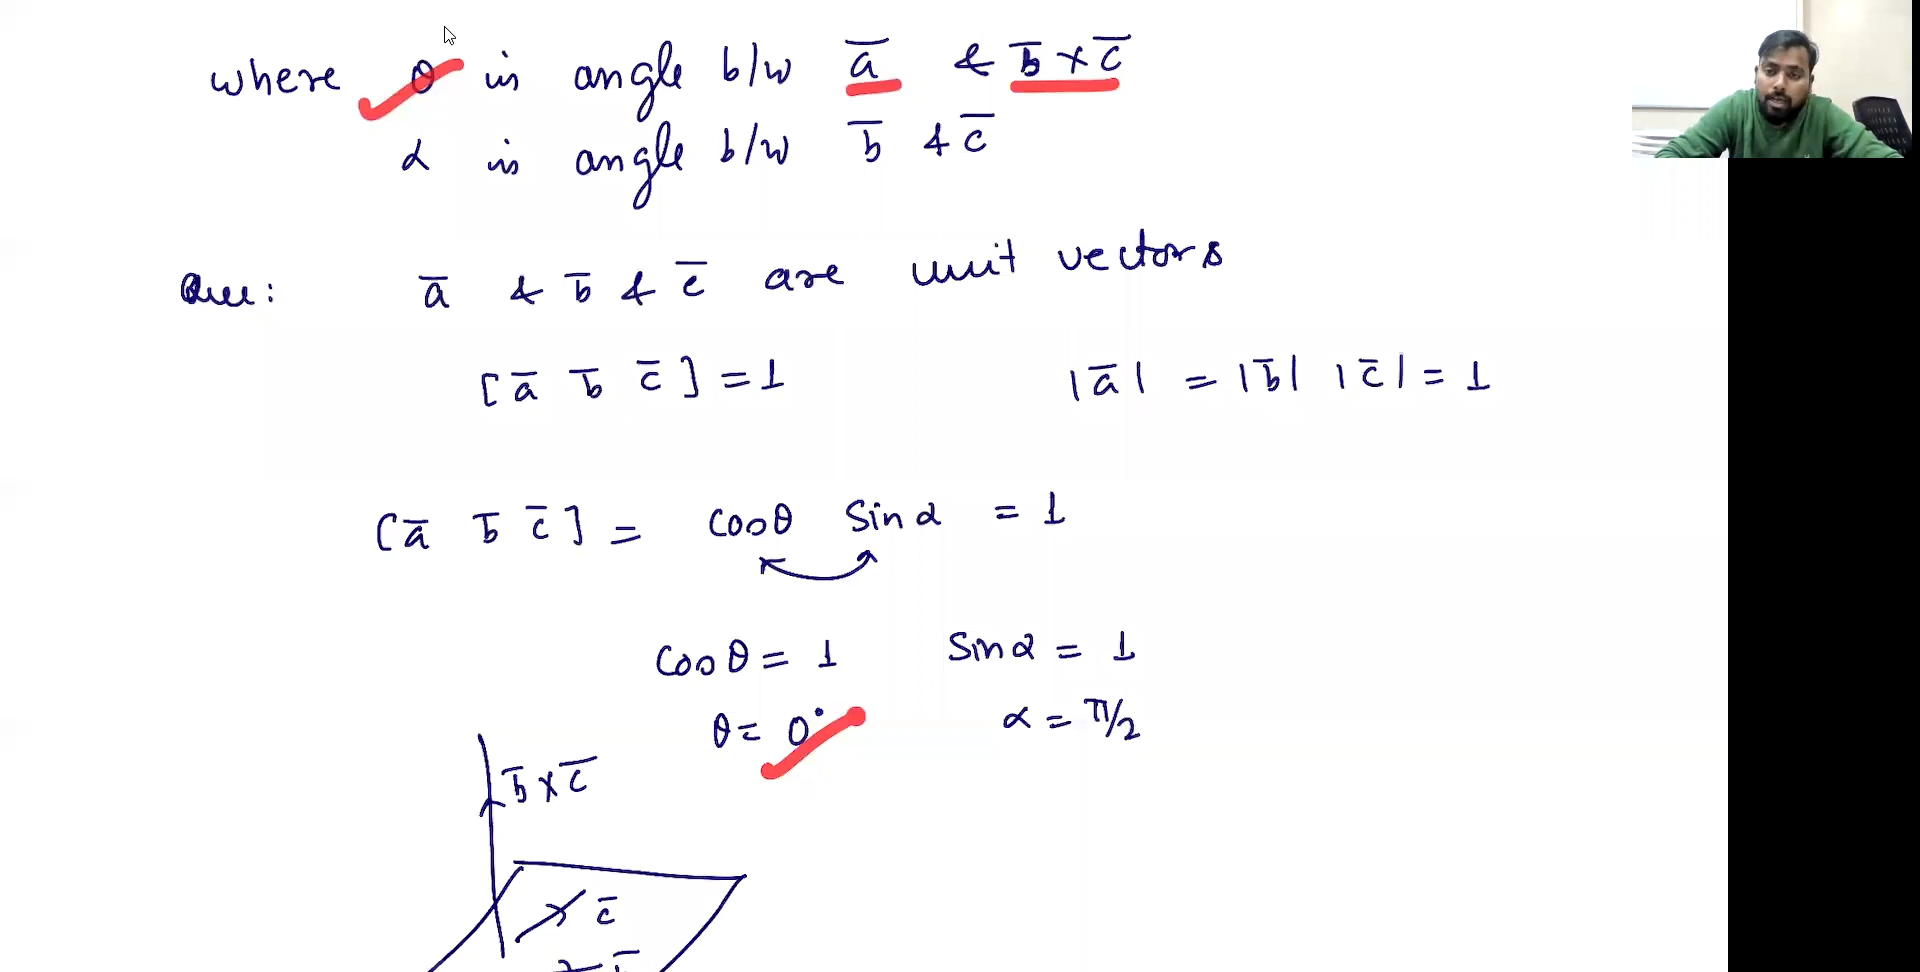 where θ is angle b/w a̅ & b̅ × c̅
α is angle b/w b̅ & c̅
Que: a̅ & b̅ & c̅ are unit vectors
[a̅ b̅ c̅] = 1 |a̅| = |b̅| |c̅| = 1
[a̅ b̅ c̅] = cosθ sinα = 1
cosθ = 1 sinα = 1
θ = 0° α = π/2
b̅ × c̅
c̅
b̅